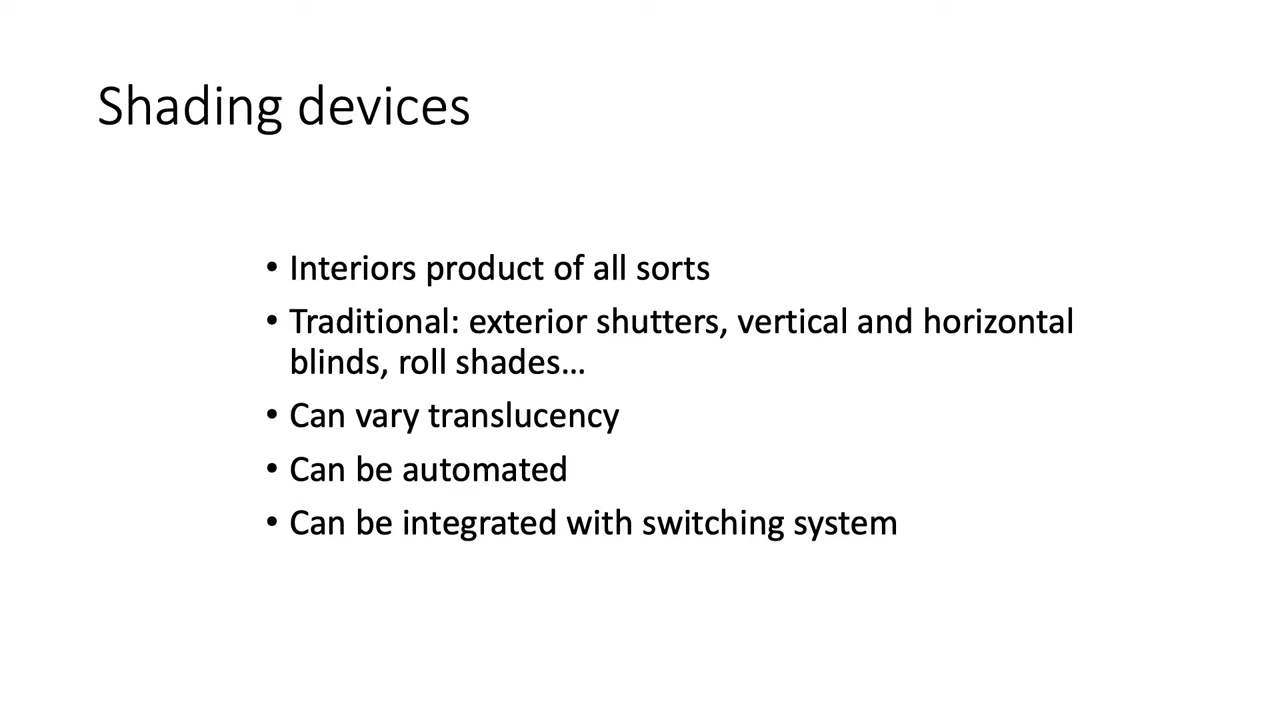 Shading devices
• Interiors product of all sorts
• Traditional: exterior shutters, vertical and horizontal
blinds, roll shades…
• Can vary translucency
• Can be automated
• Can be integrated with switching system